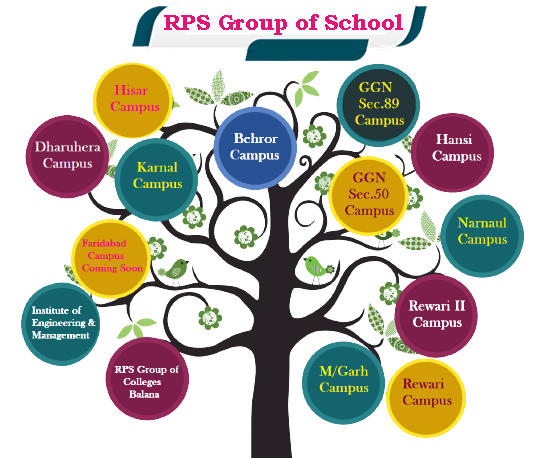 RPS Group of School
Hisar
Campus
GGN
Sec.89
Campus
Dharuhera
Campus
Karnal
Campus
Behror
Campus
Hansi
Campus
GGN
Sec.50
Campus
Narnaul
Campus
Faridabad
Campus
Coming Soon
Institute of
Engineering &
Management
Rewari II
Campus
RPS Group of
Colleges
Balana
M/Garh
Campus
Rewari
Campus